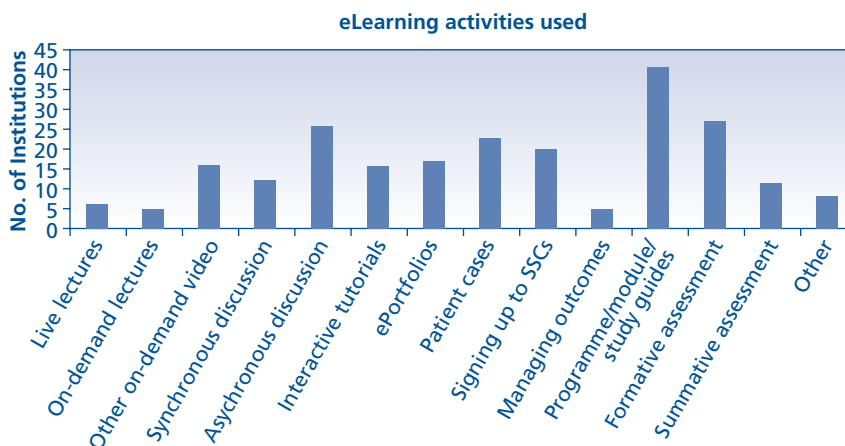 eLearning activities used
No. of Institutions
45
40
35
30
25
20
15
10
5
0
Live lectures
On-demand lectures
Other on-demand video
Synchronous discussion
Asychronous discussion
Interactive tutorials
ePortfolios
Patient cases
Signing up to SSCs
Managing outcomes
Programme/module/
study guides
Formative assessment
Summative assessment
Other